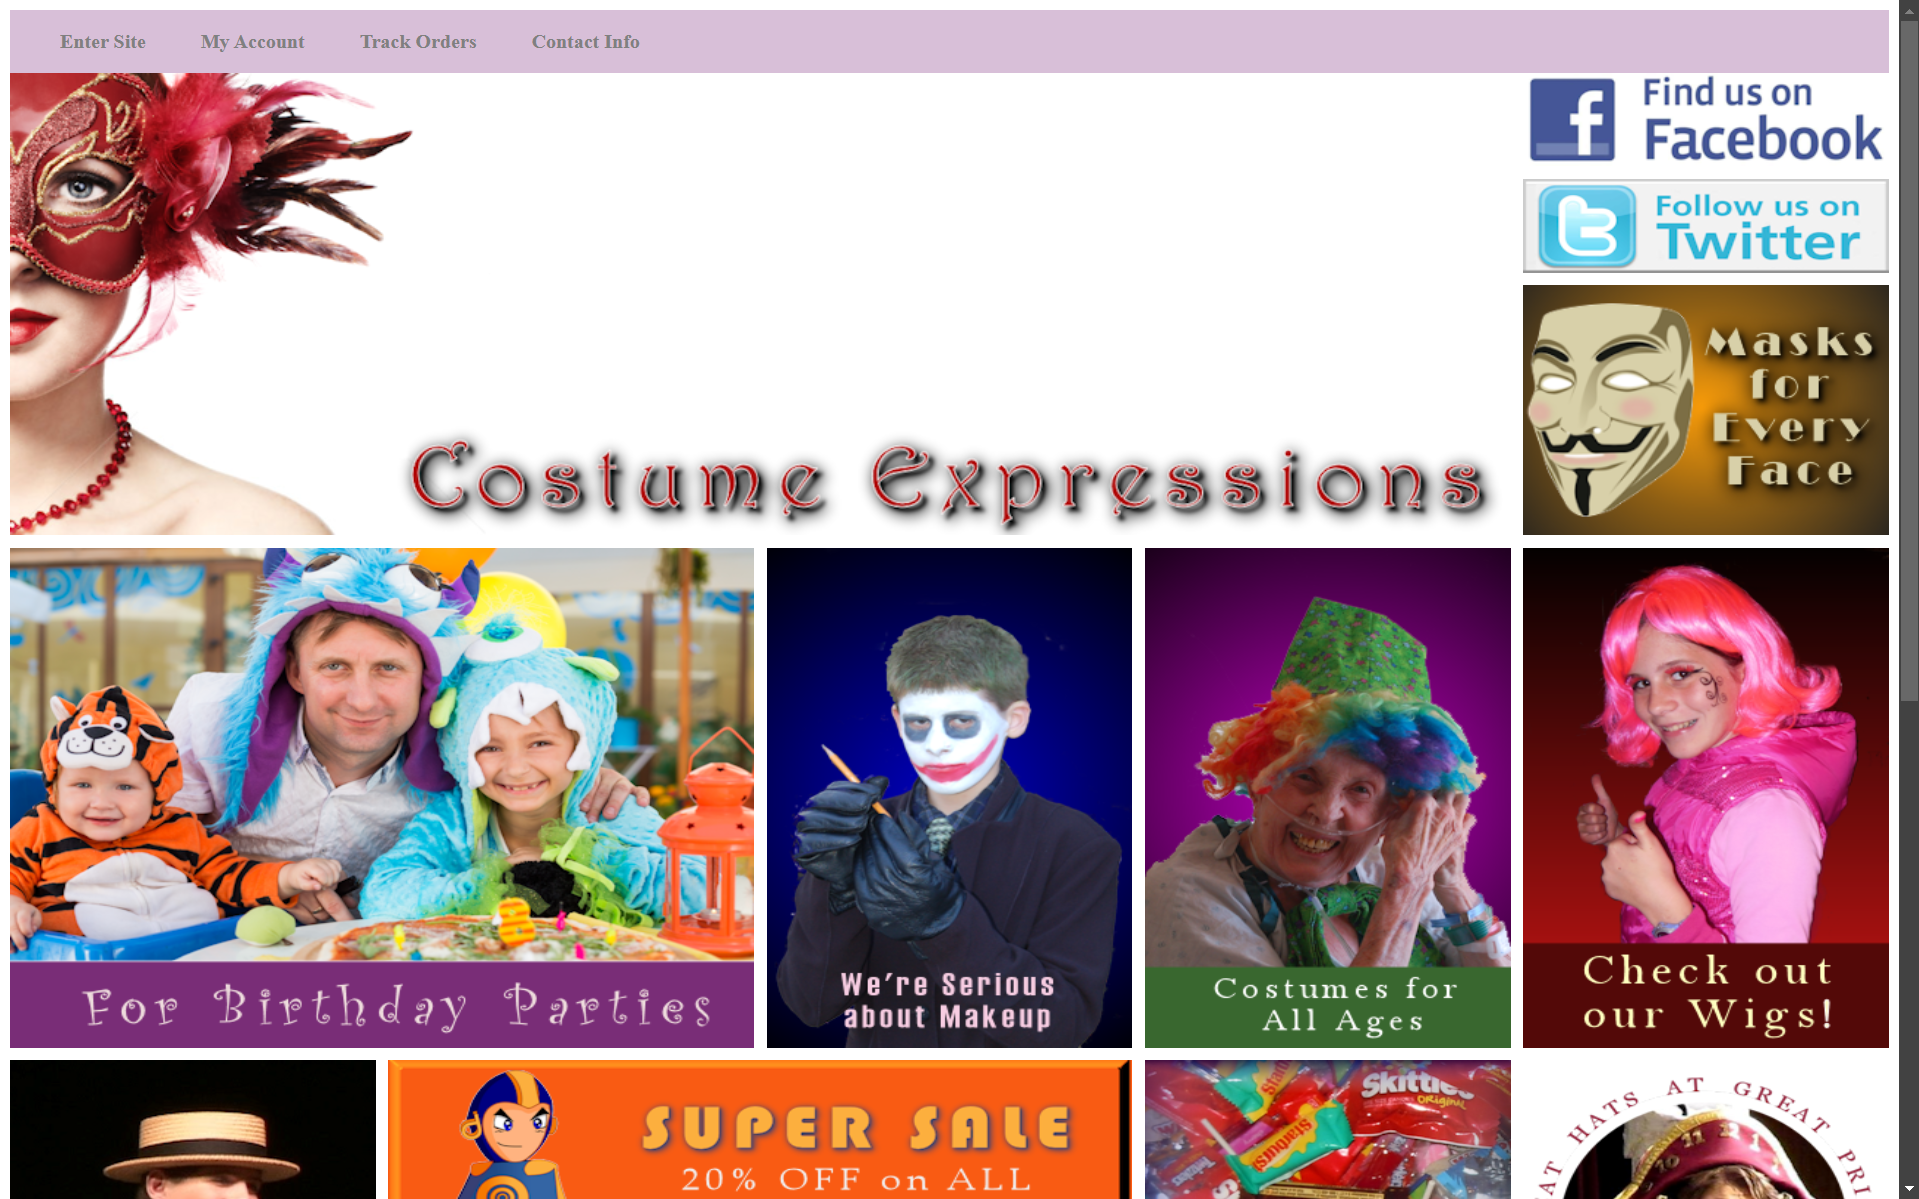 Enter Site
My Account
Track Orders
Contact Info
Find us on
Facebook
Follow us on
Twitter
Masks
for
Every
Face
Costume Expressions
For Birthday Parties
We're Serious
about Makeup
Costumes for
All Ages
Check out
our Wigs!
SUPER SALE
20% OFF on ALL
Skittles
Original
Starburst
HATS AT GREAT